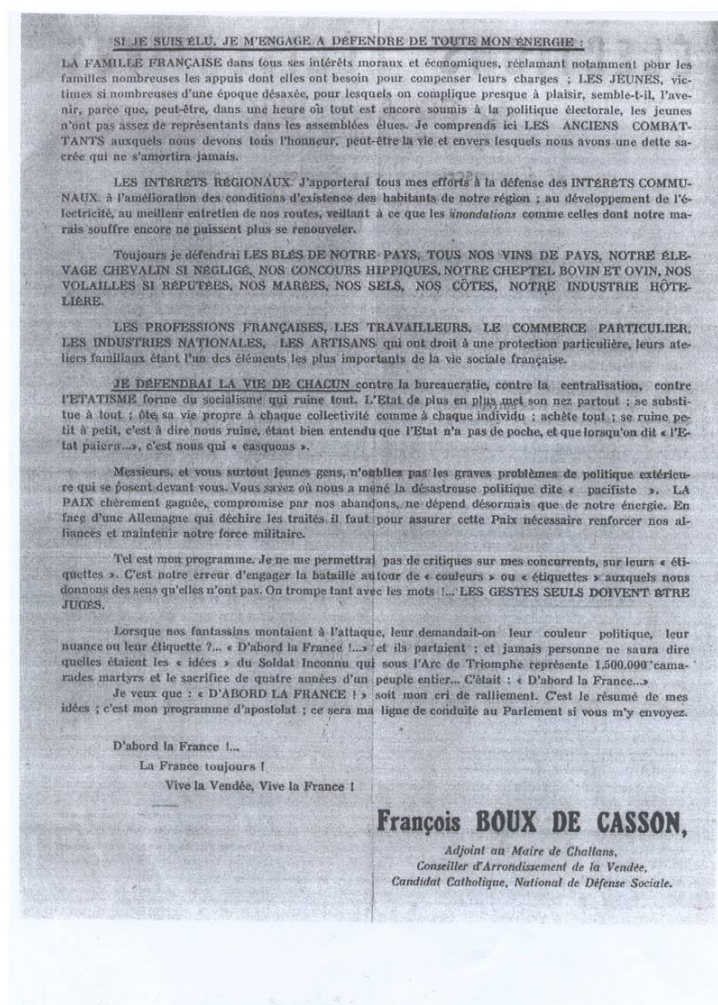 SI JE SUIS ÉLU, JE M'ENGAGE A DÉFENDRE DE TOUTE MON ÉNERGIE :
LA FAMILLE FRANÇAISE dans tous ses intérêts moraux et économiques, réclamant notamment pour les
familles nombreuses les appuis dont elles ont besoin pour compenser leurs charges ; LES JEUNES, vic-
times si nombreuses d'une époque désaxée, pour lesquels on complique presque à plaisir, semble-t-il, l'ave-
nir, parce que, peut-être, dans une heure où tout est encore soumis à la politique électorale, les jeunes
n'ont pas assez de représentants dans les assemblées élues. Je comprends ici LES ANCIENS COMBAT-
TANTS auxquels nous devons tous l'honneur, peut-être la vie et envers lesquels nous avons une dette sa-
crée qui ne s'amortira jamais.
LES INTÉRÊTS RÉGIONAUX. J'apporterai tous mes efforts à la défense des INTÉRÊTS COMMU-
NAUX, à l'amélioration des conditions d'existence des habitants de notre région ; au développement de l'é-
lectricité, au meilleur entretien de nos routes, veillant à ce que les inondations comme celles dont notre ma-
rais souffre encore ne puissent plus se renouveler.
Toujours je défendrai LES BLÉS DE NOTRE PAYS, TOUS NOS VINS DE PAYS, NOTRE ÉLE-
VAGE CHEVALIN SI NÉGLIGÉ, NOS CONCOURS HIPPIQUES, NOTRE CHEPTEL BOVIN ET OVIN, NOS
VOLAILLES SI RÉPUTÉES, NOS MARÉES, NOS SELS, NOS CÔTES, NOTRE INDUSTRIE HÔTE-
LIÈRE.
LES PROFESSIONS FRANÇAISES, LES TRAVAILLEURS, LE COMMERCE PARTICULIER,
LES INDUSTRIES NATIONALES, LES ARTISANS qui ont droit à une protection particulière, leurs ate-
liers familiaux étant l'un des éléments les plus importants de la vie sociale française.
JE DÉFENDRAI LA VIE DE CHACUN contre la bureaucratie, contre la centralisation, contre
l'ETATISME forme du socialisme qui ruine tout. L'Etat de plus en plus met son nez partout ; se substi-
tue à tout ; ôte sa vie propre à chaque collectivité comme à chaque individu ; achète tout ; se ruine pe-
tit à petit, c'est à dire nous ruine, étant bien entendu que l'Etat n'a pas de poche, et que lorsqu'on dit « l'E-
tat paiera...», c'est nous qui « casquons ».
Messieurs, et vous surtout jeunes gens, n'oubliez pas les graves problèmes de politique extérieu-
re qui se posent devant vous. Vous savez où nous a mené la désastreuse politique dite « pacifiste ». LA
PAIX chèrement gagnée, compromise par nos abandons, ne dépend désormais que de notre énergie. En
face d'une Allemagne qui déchire les traités il faut pour assurer cette Paix nécessaire renforcer nos al-
liances et maintenir notre force militaire.
Tel est mon programme. Je ne me permettrai pas de critiques sur mes concurrents, sur leurs « éti-
quettes ». C'est notre erreur d'engager la bataille autour de « couleurs » ou « étiquettes » auxquels nous
donnons des sens qu'elles n'ont pas. On trompe tant avec les mots !... LES GESTES SEULS DOIVENT ÊTRE
JUGÉS.
Lorsque nos fantassins montaient à l'attaque, leur demandait-on leur couleur politique, leur
nuance ou leur étiquette ?... « D'abord la France !...» et ils partaient ; et jamais personne ne saura dire
quelles étaient les « idées » du Soldat Inconnu qui sous l'Arc de Triomphe représente 1.500.000 cama-
rades martyrs et le sacrifice de quatre années d'un peuple entier... C'était : « D'abord la France...»
Je veux que : « D'ABORD LA FRANCE ! » soit mon cri de ralliement. C'est le résumé de mes
idées ; c'est mon programme d'apostolat ; ce sera ma ligne de conduite au Parlement si vous m'y envoyez.
D'abord la France !...
La France toujours !
Vive la Vendée, Vive la France !
François BOUX DE CASSON,
Adjoint au Maire de Challans,
Conseiller d'Arrondissement de la Vendée,
Candidat Catholique, National de Défense Sociale.